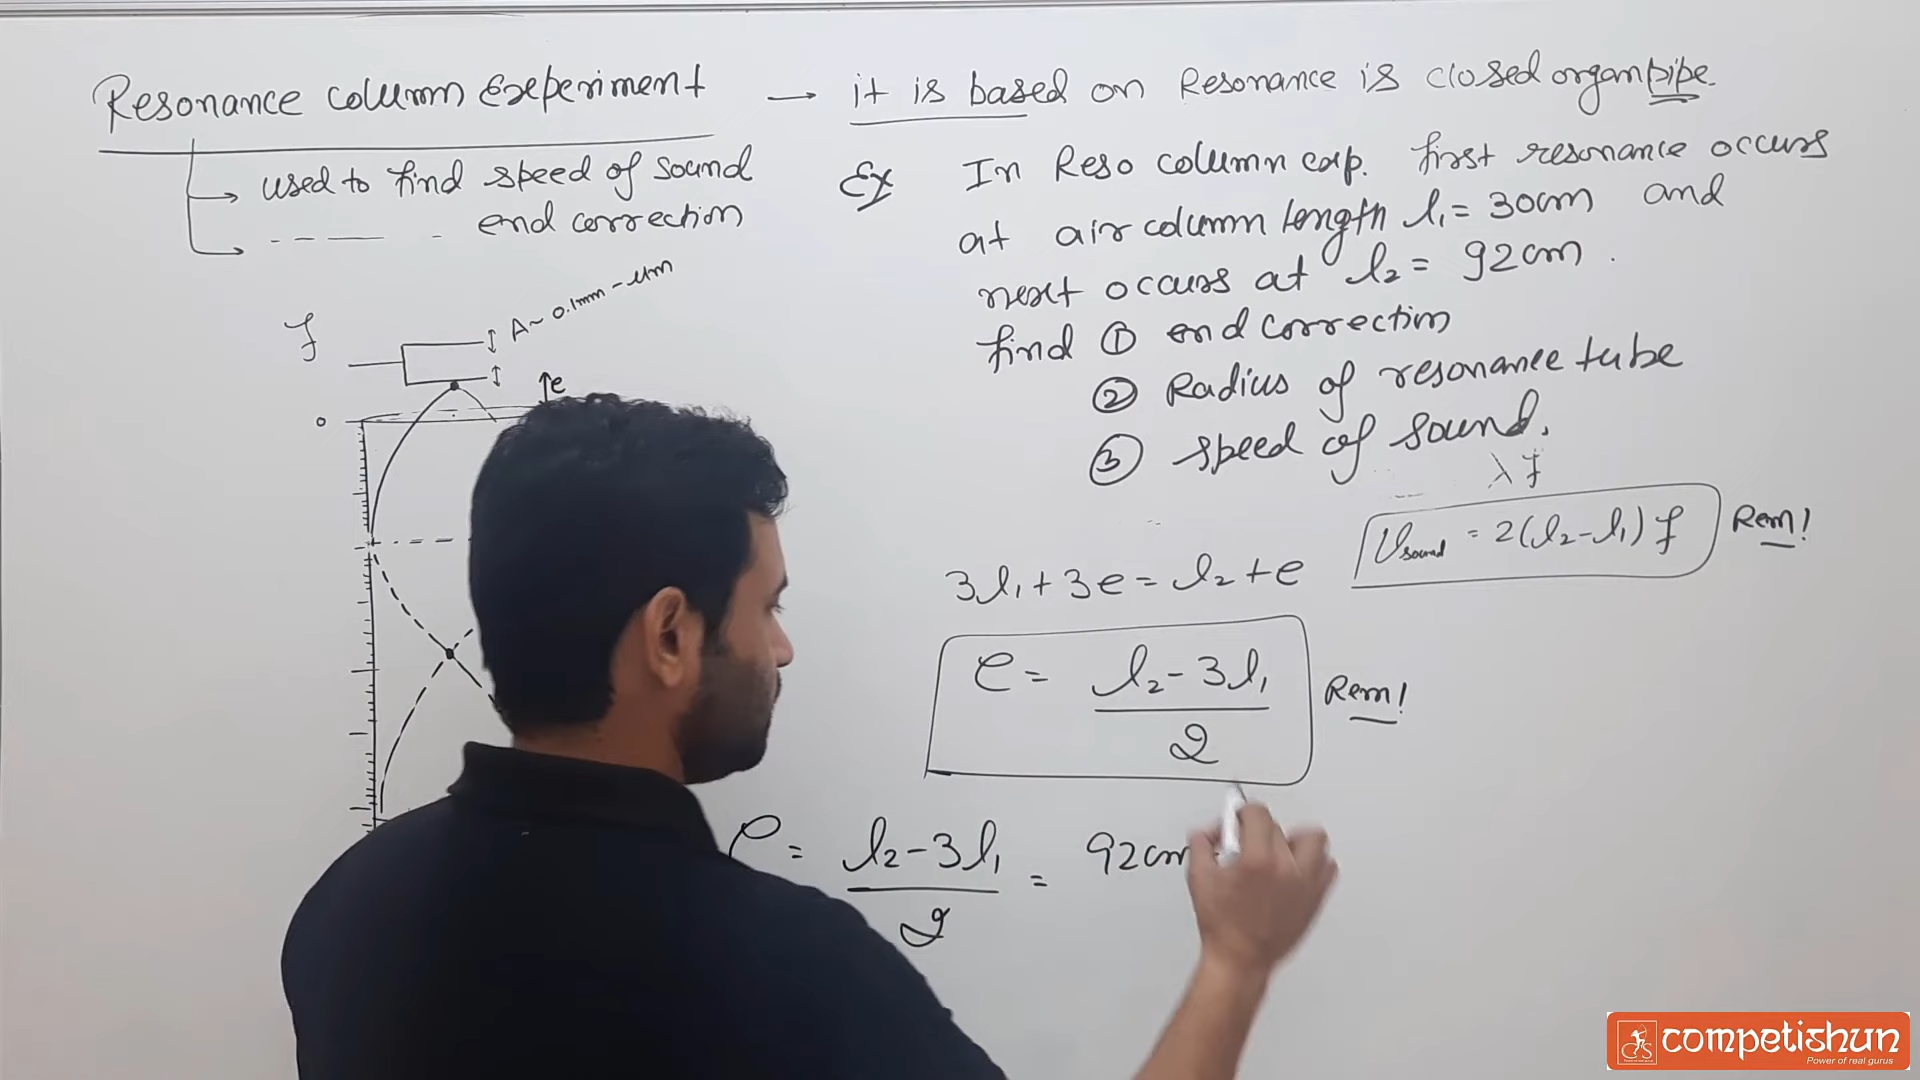 Resonance column Experiment → it is based on Resonance is closed organ pipe.
→ used to find speed of sound
→ - - — - end correction
Ex In Reso column exp. first resonance occurs
at air column length l₁ = 30cm and
next occurs at l₂ = 92cm.
find ① end correction
② Radius of resonance tube
③ speed of sound.
λ f
f
A ~ 0.1mm - μm
e
0
Vsound = 2(l₂-l₁) f Rem!
3l₁ + 3e = l₂ + e
e = (l₂ - 3l₁)/2 Rem!
e = (l₂ - 3l₁)/2 = 92cm
competishun
Power of real gurus